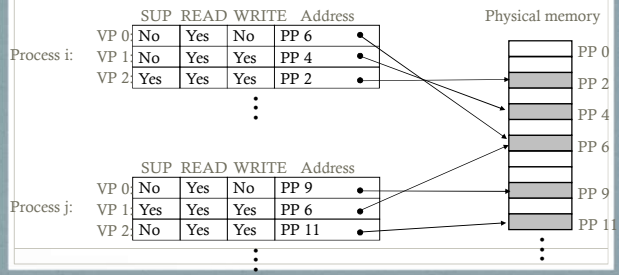 SUP READ WRITE Address Physical memory
VP 0: No Yes No PP 6
PP 0
Process i: VP 1: No Yes Yes PP 4
VP 2: Yes Yes Yes PP 2
PP 2
PP 4
PP 6
SUP READ WRITE Address
VP 0: No Yes No PP 9
PP 9
Process j: VP 1: Yes Yes Yes PP 6
VP 2: No Yes Yes PP 11
PP 11